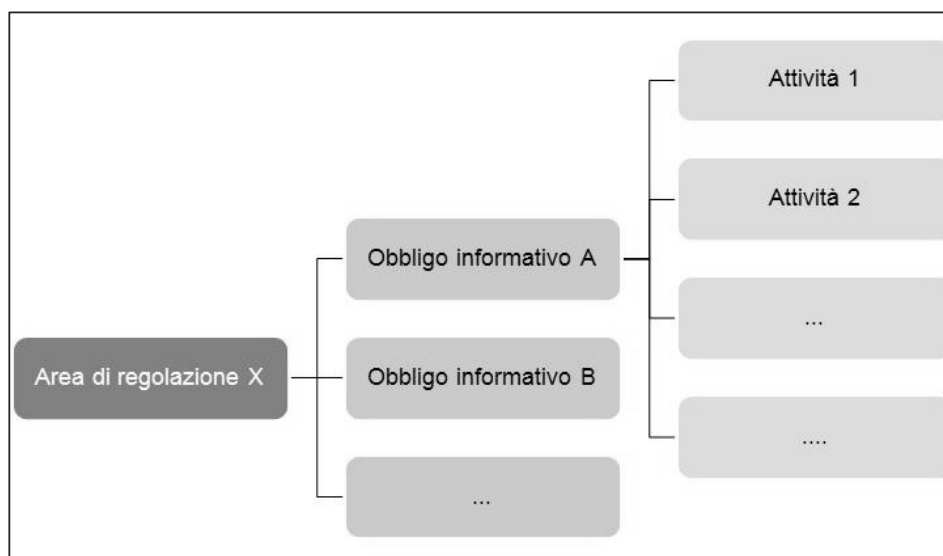 Area di regolazione X
Obbligo informativo A
Obbligo informativo B
...
Attività 1
Attività 2
...
....